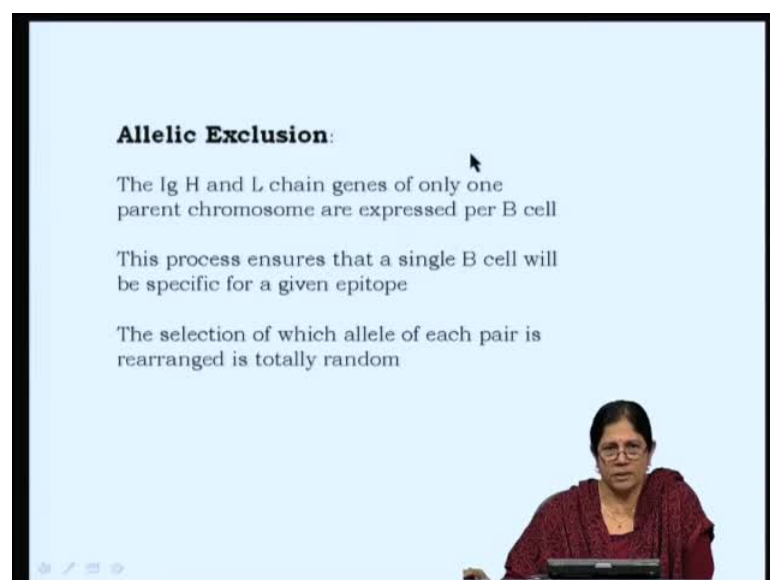 Allelic Exclusion:
The Ig H and L chain genes of only one
parent chromosome are expressed per B cell
This process ensures that a single B cell will
be specific for a given epitope
The selection of which allele of each pair is
rearranged is totally random